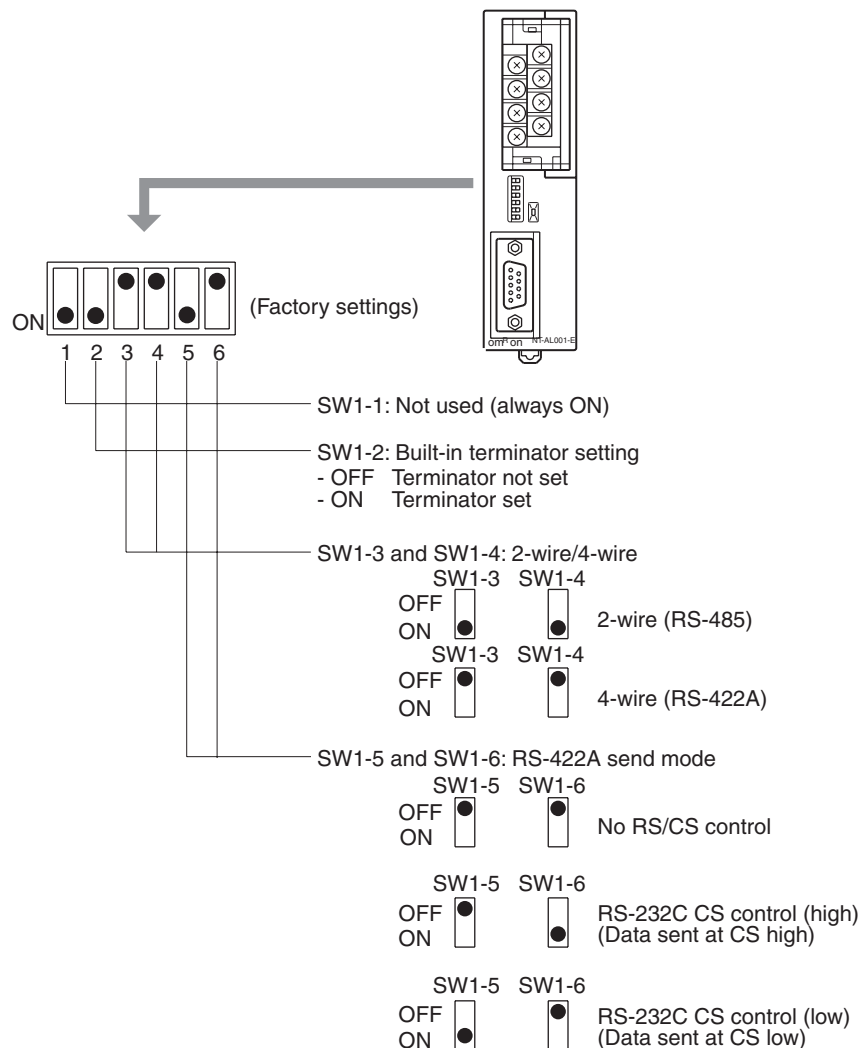 omR on NT-AL001-E
ON
(Factory settings)
1 2 3 4 5 6
SW1-1: Not used (always ON)
SW1-2: Built-in terminator setting
- OFF Terminator not set
- ON Terminator set
SW1-3 and SW1-4: 2-wire/4-wire
SW1-3 SW1-4
OFF
ON
2-wire (RS-485)
SW1-3 SW1-4
OFF
ON
4-wire (RS-422A)
SW1-5 and SW1-6: RS-422A send mode
SW1-5 SW1-6
OFF
ON
No RS/CS control
SW1-5 SW1-6
OFF
ON
RS-232C CS control (high)
(Data sent at CS high)
SW1-5 SW1-6
OFF
ON
RS-232C CS control (low)
(Data sent at CS low)